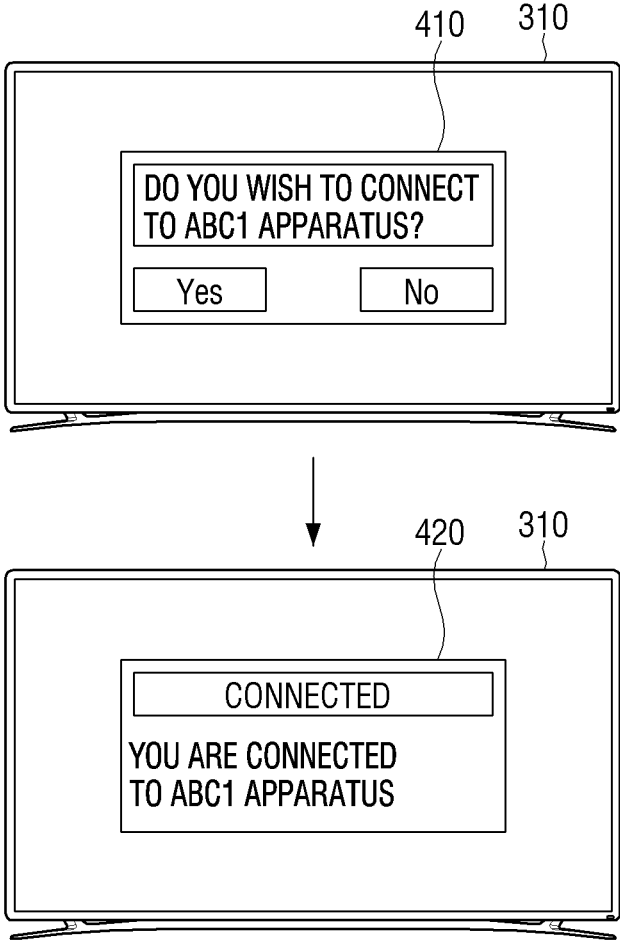 410 310
DO YOU WISH TO CONNECT
TO ABC1 APPARATUS?
Yes No
420 310
CONNECTED
YOU ARE CONNECTED
TO ABC1 APPARATUS